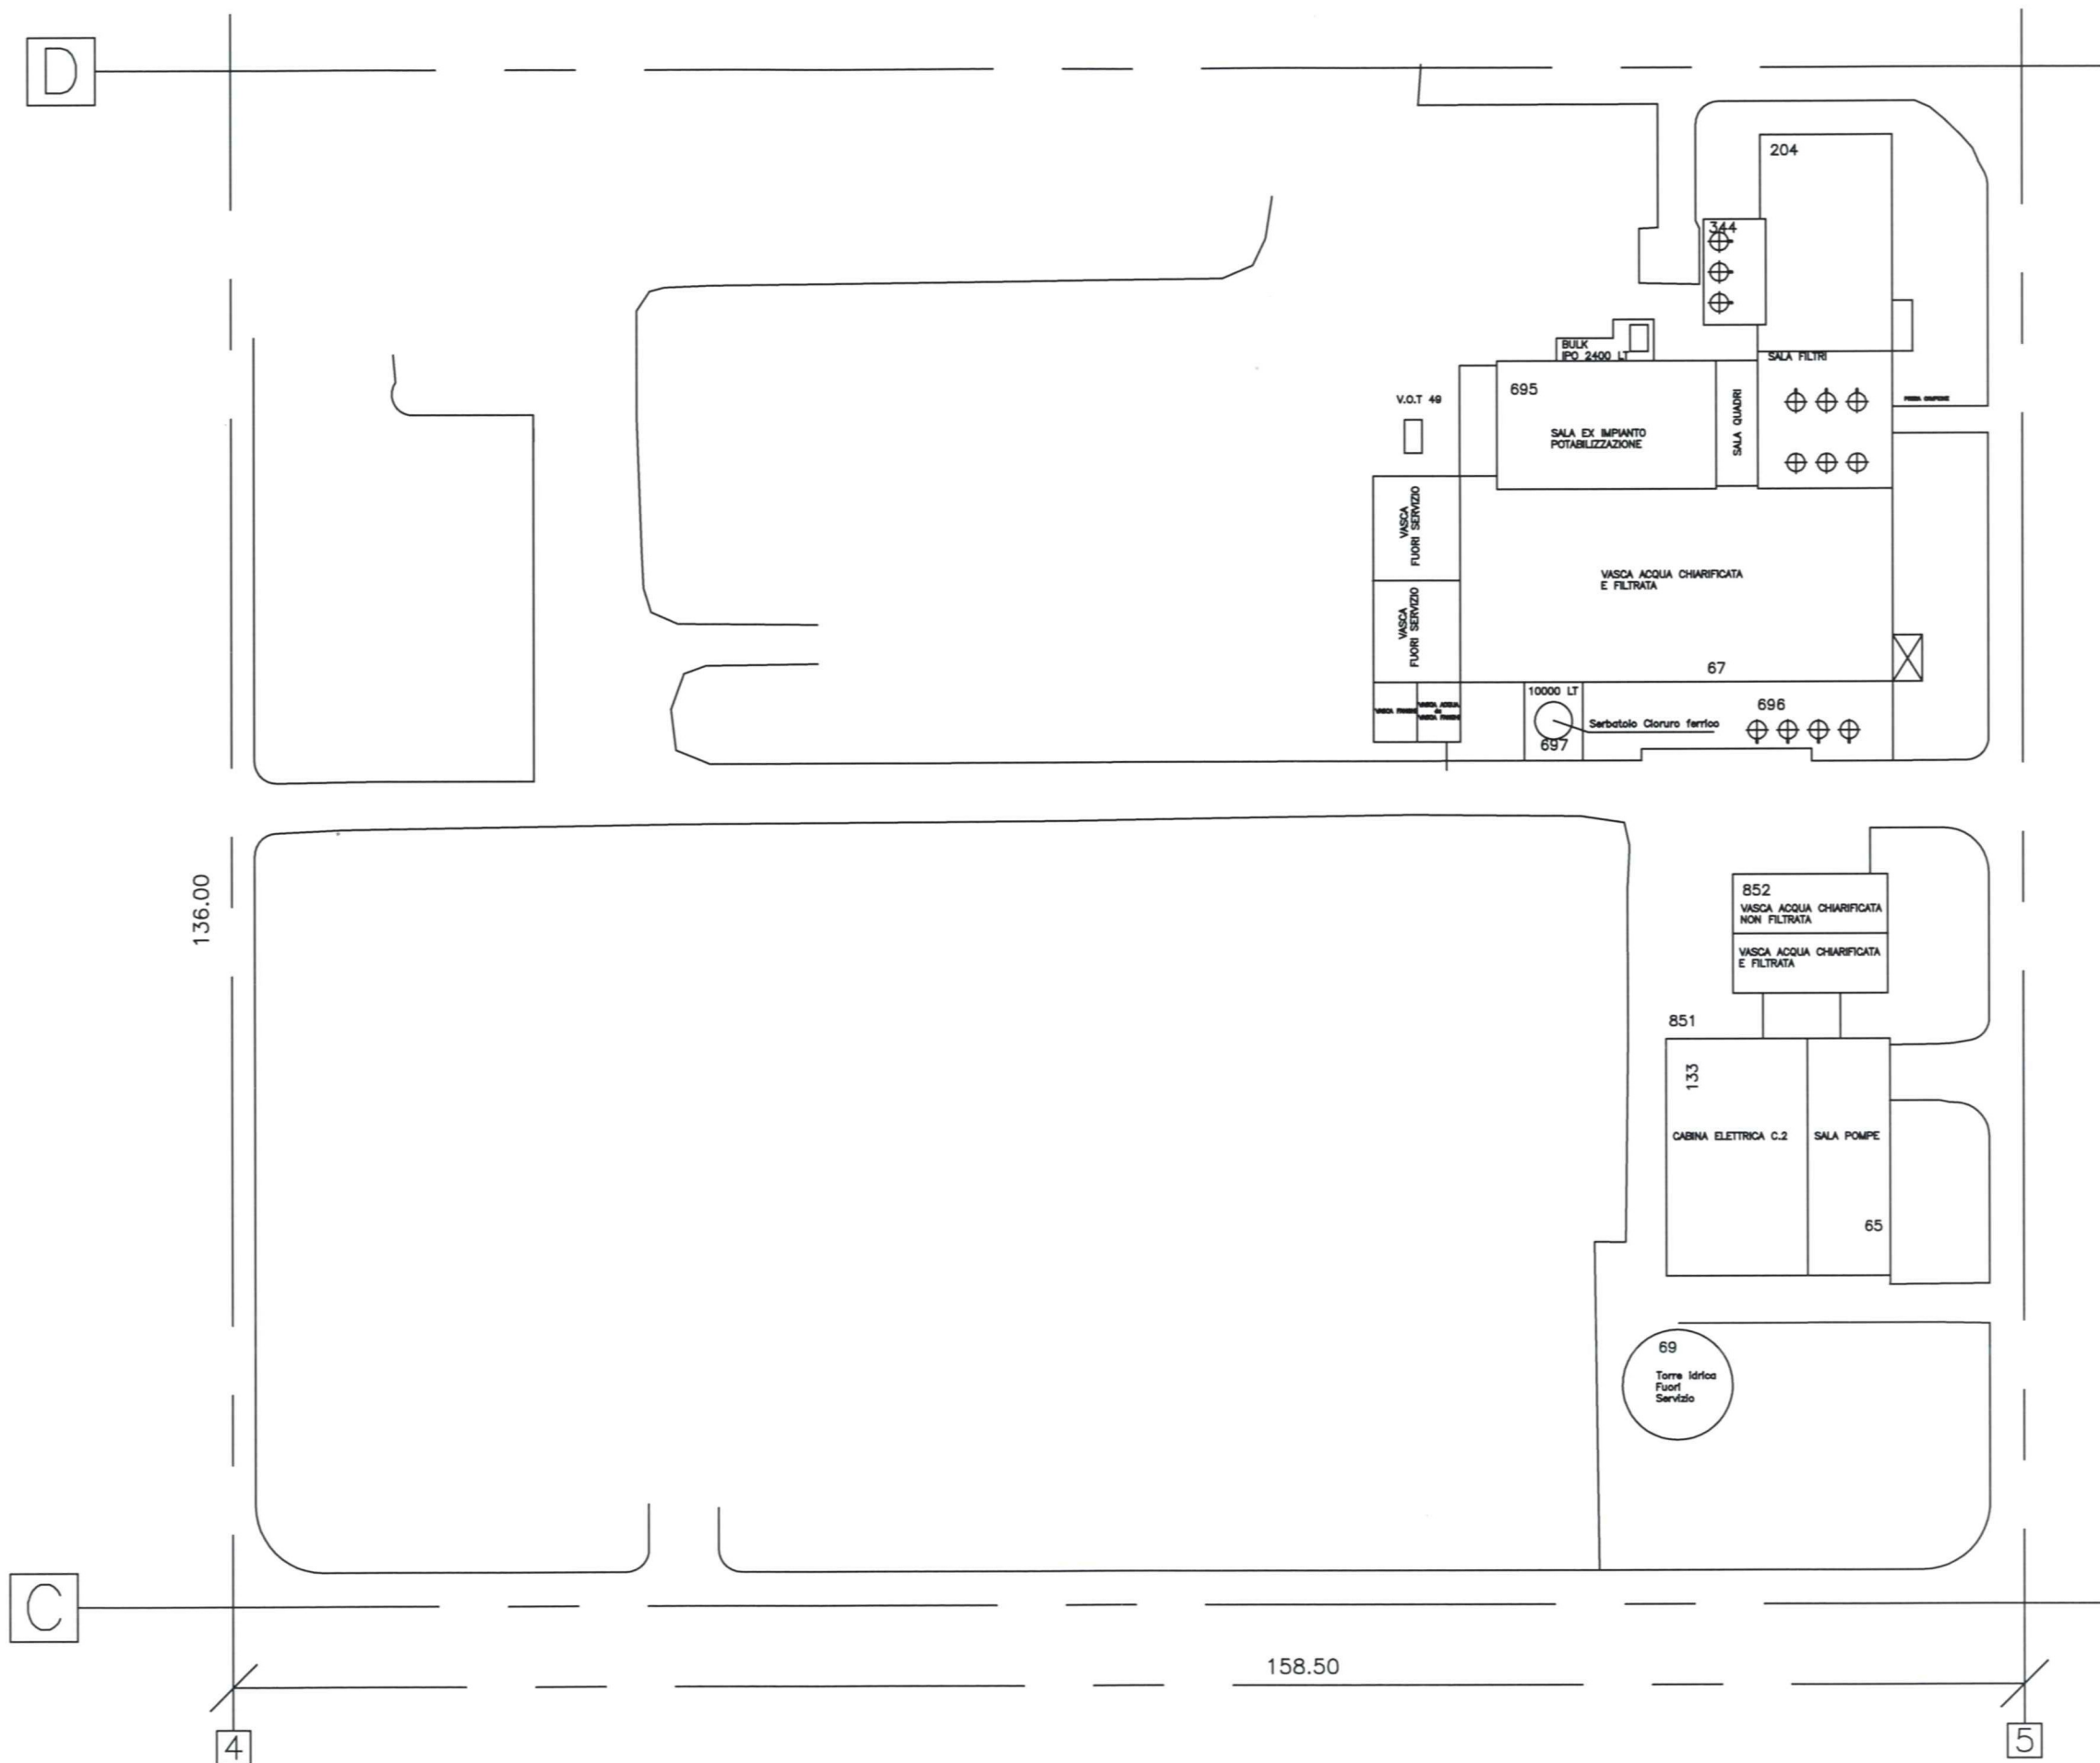 D
204
344
BULK
IPO 2400 LT
SALA FILTRI
695
V.O.T 49
SALA QUADRI
SALA EX IMPIANTO
POTABILIZZAZIONE
VASCA
FUORI SERVIZIO
VASCA ACQUA CHIARIFICATA
E FILTRATA
VASCA
FUORI SERVIZIO
67
10000 LT
696
Serbatoio Cloruro ferrico
697
136.00
852
VASCA ACQUA CHIARIFICATA
NON FILTRATA
VASCA ACQUA CHIARIFICATA
E FILTRATA
851
133
CABINA ELETTRICA C.2
SALA POMPE
65
69
Torre idrica
Fuori
Servizio
C
158.50
4
5